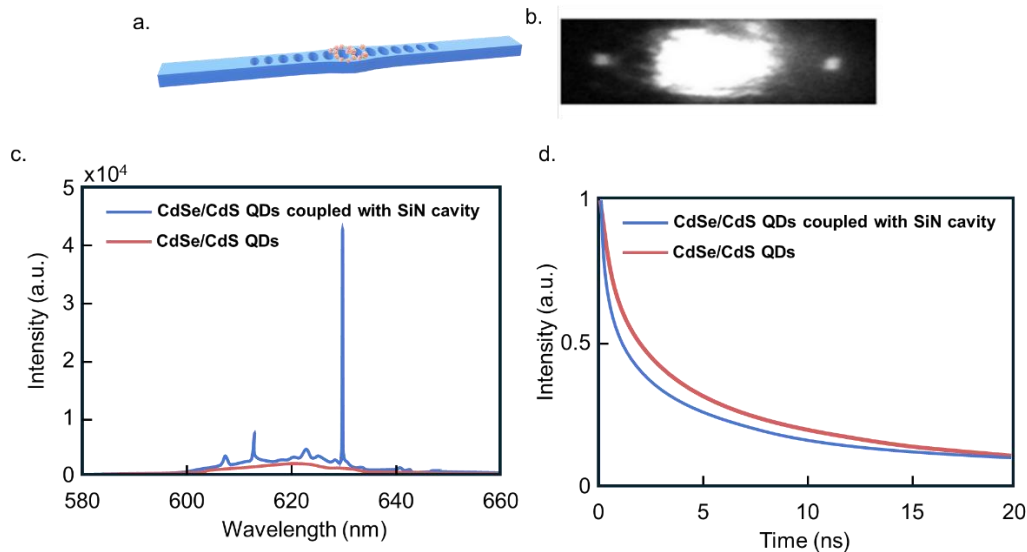 a.
b.
c.
x10⁴
5
4
3
2
1
0
Intensity (a.u.)
CdSe/CdS QDs coupled with SiN cavity
CdSe/CdS QDs
580
600
620
640
660
Wavelength (nm)
d.
1
0.5
0
Intensity (a.u.)
CdSe/CdS QDs coupled with SiN cavity
CdSe/CdS QDs
0
5
10
15
20
Time (ns)